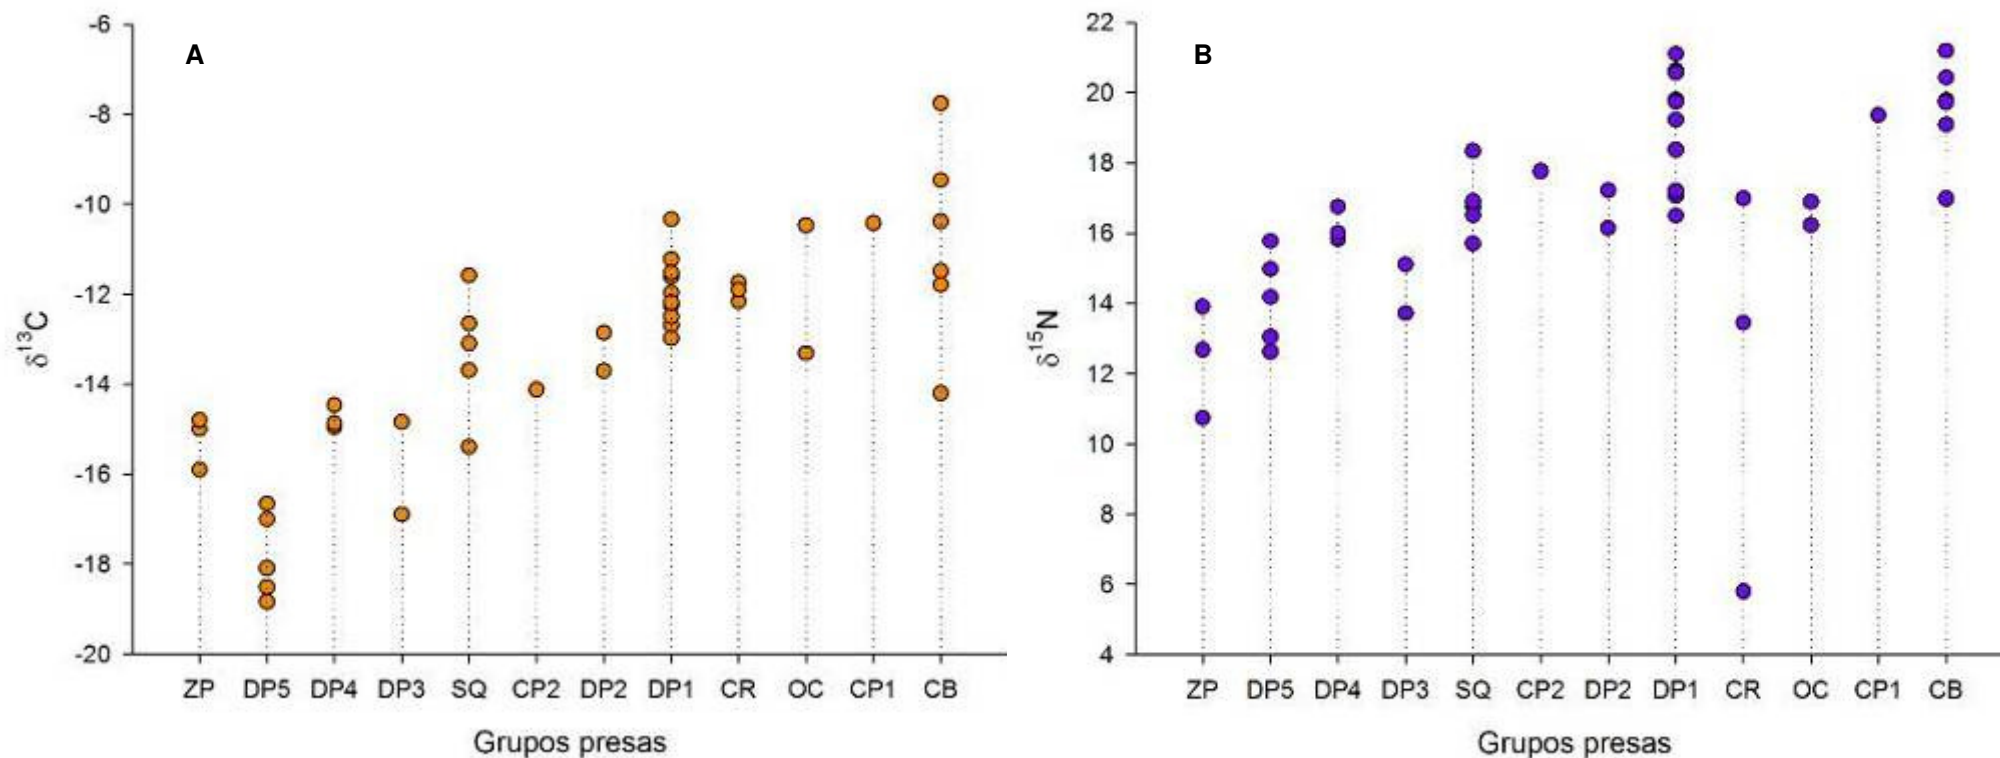 A
-6
-8
-10
-12
-14
-16
-18
-20
δ13C
ZP DP5 DP4 DP3 SQ CP2 DP2 DP1 CR OC CP1 CB
Grupos presas
B
22
20
18
16
14
12
10
8
6
4
δ15N
ZP DP5 DP4 DP3 SQ CP2 DP2 DP1 CR OC CP1 CB
Grupos presas